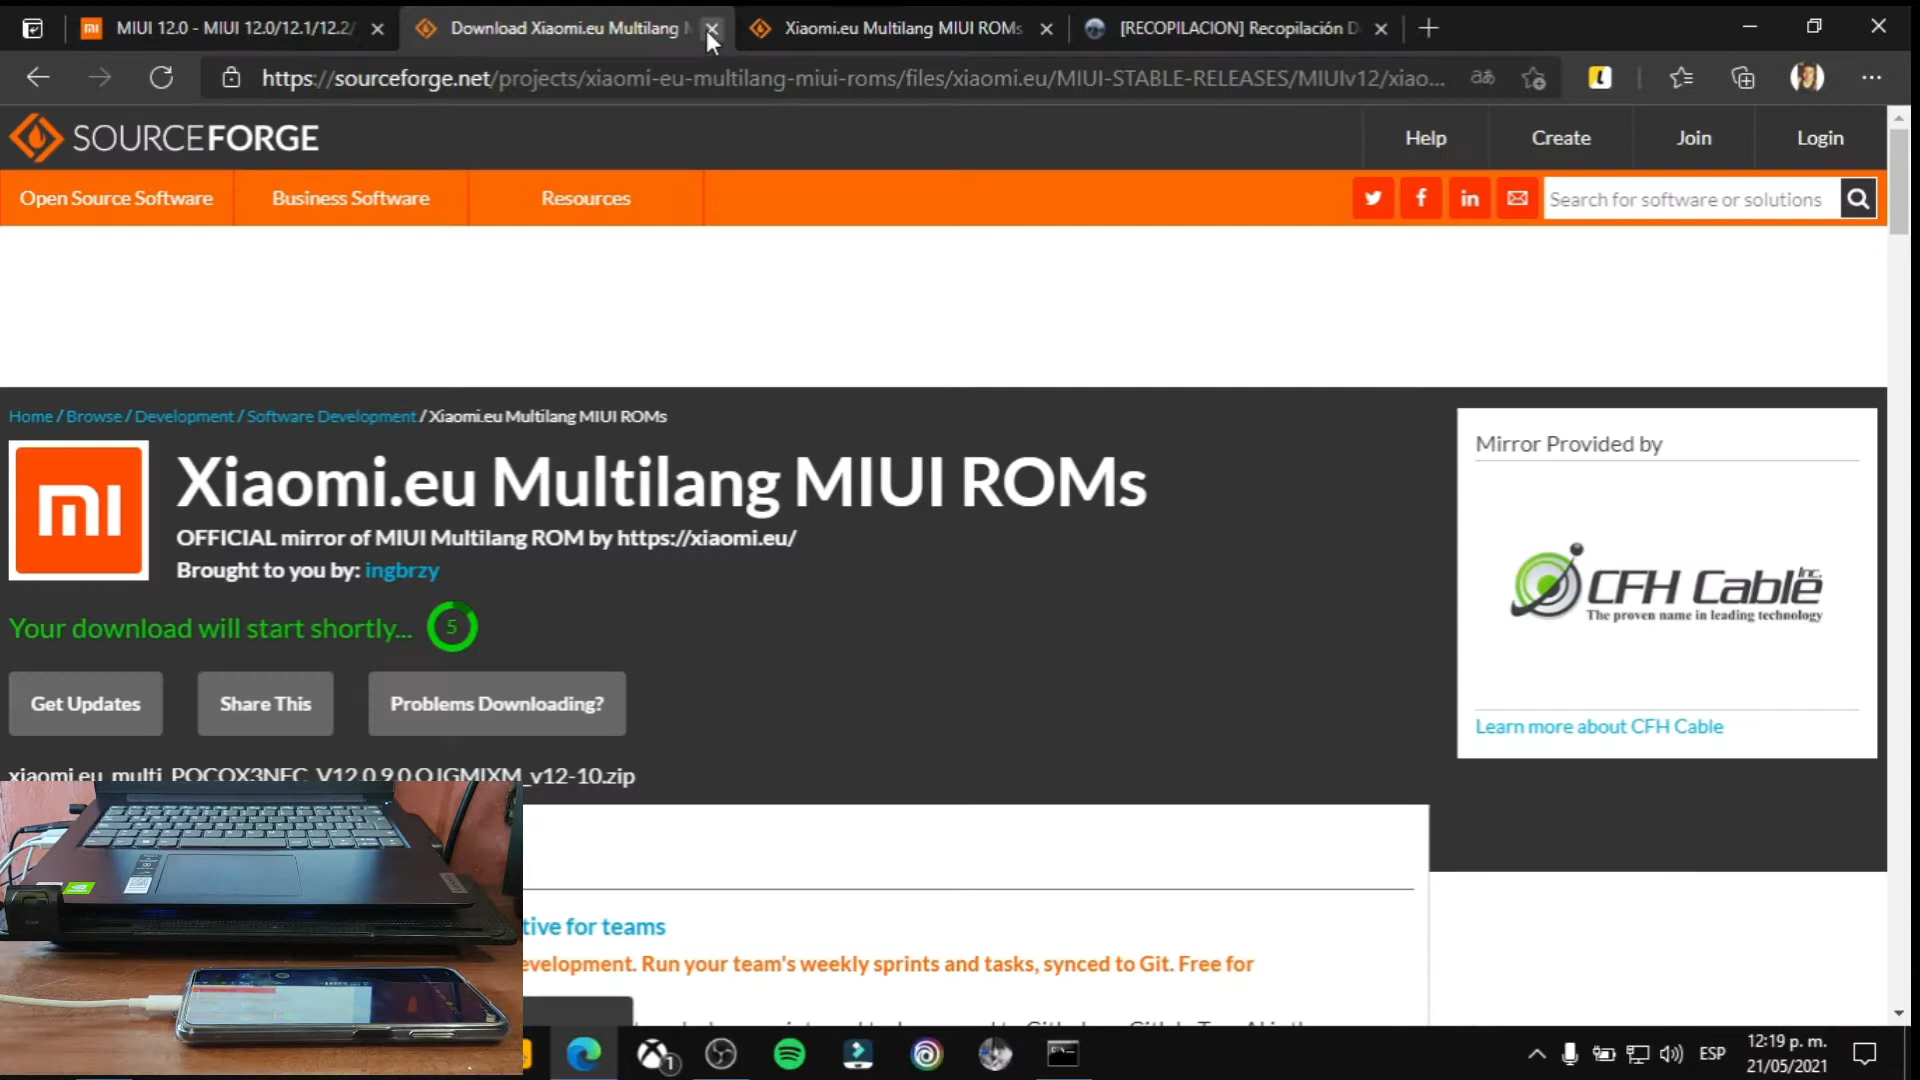 MIUI 12.0 - MIUI 12.0/12.1/12.2/
Download Xiaomi.eu Multilang
Xiaomi.eu Multilang MIUI ROMs
[RECOPILACION] Recopilación D
https://sourceforge.net/projects/xiaomi-eu-multilang-miui-roms/files/xiaomi.eu/MIUI-STABLE-RELEASES/MIUIv12/xiao...
SOURCEFORGE
Help
Create
Join
Login
Open Source Software
Business Software
Resources
Search for software or solutions
Home / Browse / Development / Software Development / Xiaomi.eu Multilang MIUI ROMs
Xiaomi.eu Multilang MIUI ROMs
OFFICIAL mirror of MIUI Multilang ROM by https://xiaomi.eu/
Brought to you by: ingbrzy
Your download will start shortly... 5
Get Updates
Share This
Problems Downloading?
xiaomi.eu_multi_POCOX3NFC_V12.0.9.0.QJGMIXM_v12-10.zip
Mirror Provided by
CFH Cable Inc.
The proven name in leading technology
Learn more about CFH Cable
tive for teams
evelopment. Run your team's weekly sprints and tasks, synced to Git. Free for
1
ESP
12:19 p. m.
21/05/2021